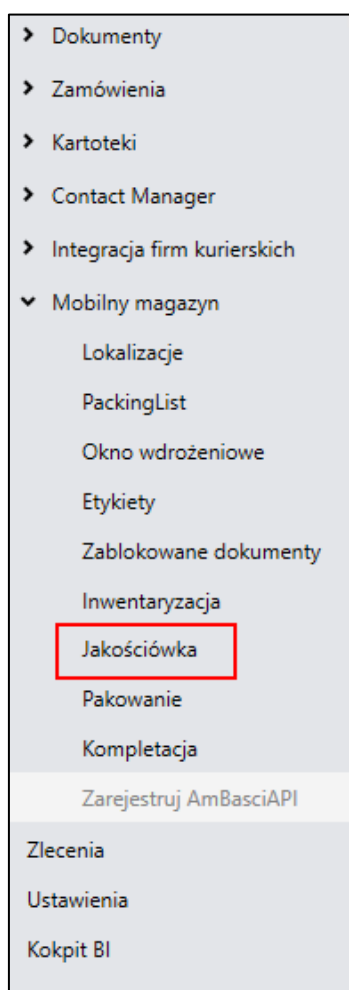 Dokumenty
Zamówienia
Kartoteki
Contact Manager
Integracja firm kurierskich
Mobilny magazyn
Lokalizacje
PackingList
Okno wdrożeniowe
Etykiety
Zablokowane dokumenty
Inwentaryzacja
Jakościówka
Pakowanie
Kompletacja
Zarejestruj AmBasciAPI
Zlecenia
Ustawienia
Kokpit BI